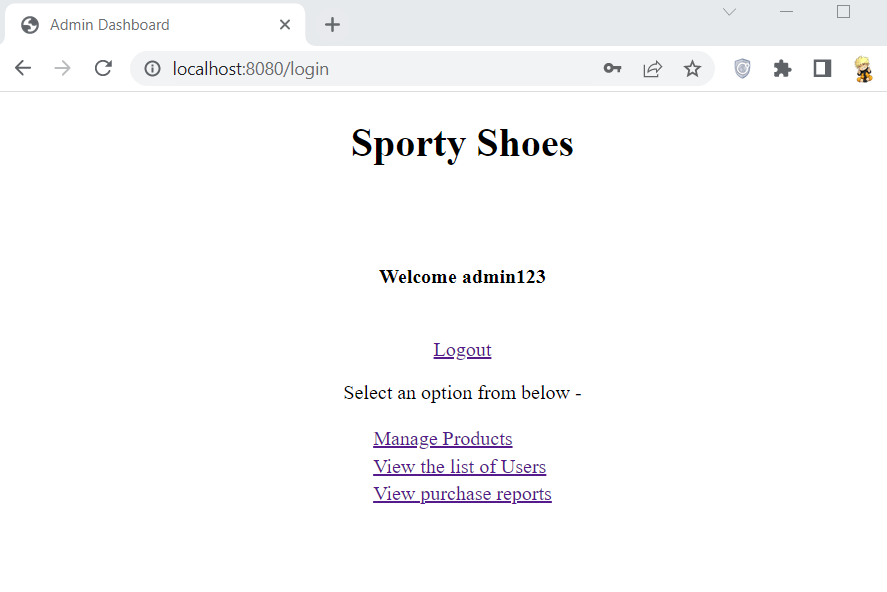 Admin Dashboard
localhost:8080/login
Sporty Shoes
Welcome admin123
Logout
Select an option from below -
Manage Products
View the list of Users
View purchase reports